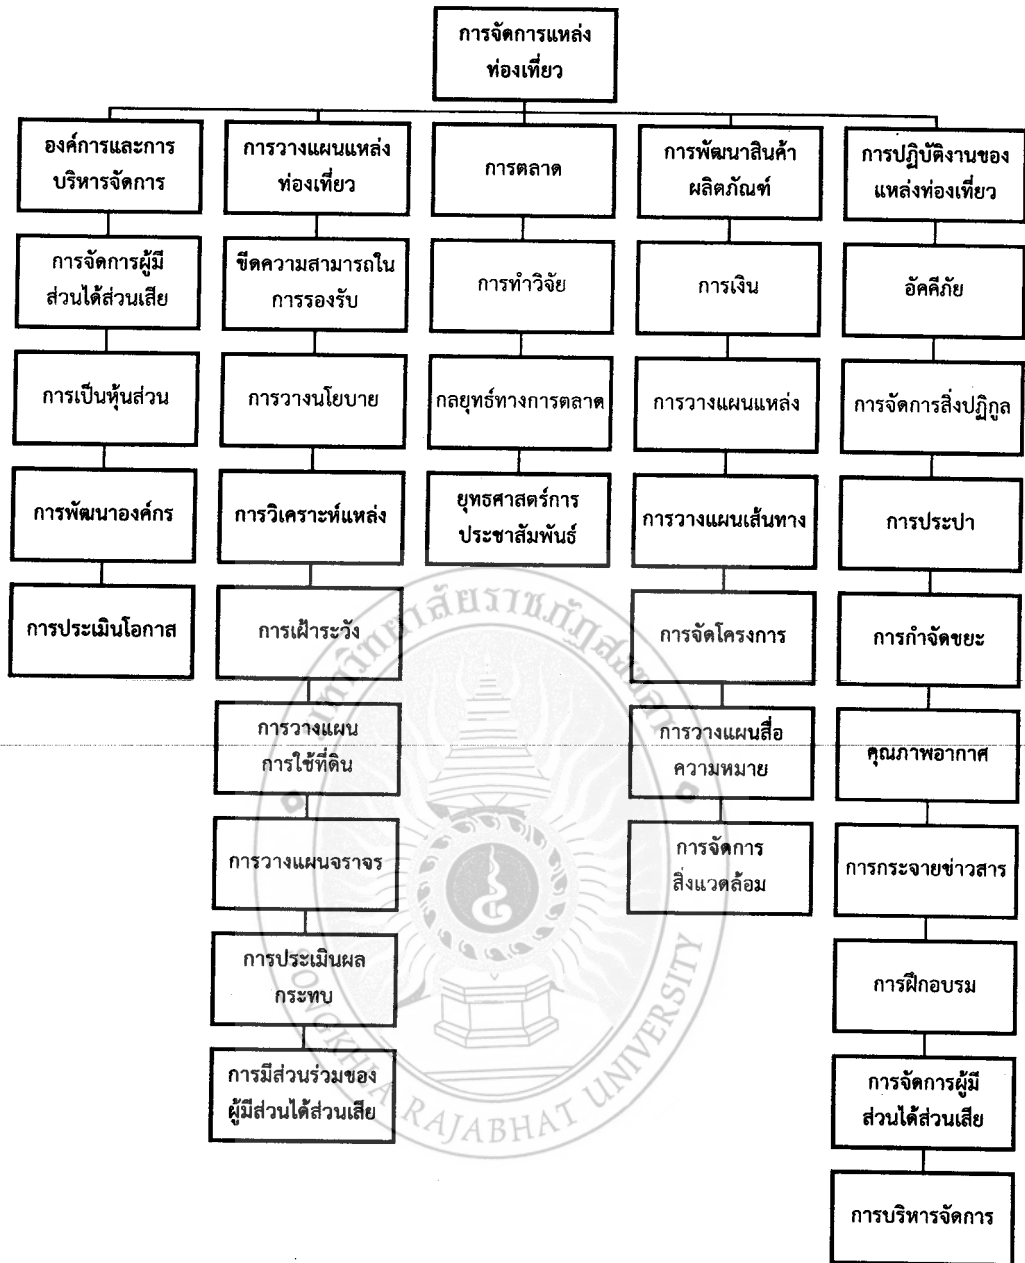 การจัดการแหล่ง
ท่องเที่ยว
องค์การและการ
บริหารจัดการ
การจัดการผู้มี
ส่วนได้ส่วนเสีย
การเป็นหุ้นส่วน
การพัฒนาองค์กร
การประเมินโอกาส
การวางแผนแหล่ง
ท่องเที่ยว
ขีดความสามารถใน
การรองรับ
การวางนโยบาย
การวิเคราะห์แหล่ง
การเฝ้าระวัง
การวางแผน
การใช้ที่ดิน
การวางแผนจราจร
การประเมินผล
กระทบ
การมีส่วนร่วมของ
ผู้มีส่วนได้ส่วนเสีย
การตลาด
การทำวิจัย
กลยุทธ์ทางการตลาด
ยุทธศาสตร์การ
ประชาสัมพันธ์
การพัฒนาสินค้า
ผลิตภัณฑ์
การเงิน
การวางแผนแหล่ง
การวางแผนเส้นทาง
การจัดโครงการ
การวางแผนสื่อ
ความหมาย
การจัดการ
สิ่งแวดล้อม
การปฏิบัติงานของ
แหล่งท่องเที่ยว
อัคคีภัย
การจัดการสิ่งปฏิกูล
การประปา
การกำจัดขยะ
คุณภาพอากาศ
การกระจายข่าวสาร
การฝึกอบรม
การจัดการผู้มี
ส่วนได้ส่วนเสีย
การบริหารจัดการ
มหาวิทยาลัยราชภัฏสงขลา
SONGKHLA RAJABHAT UNIVERSITY